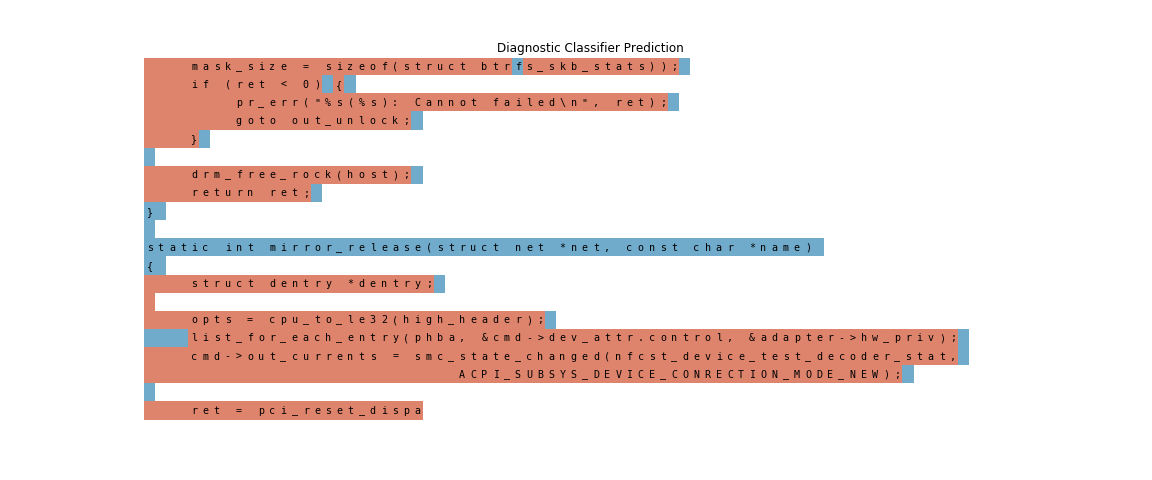 Diagnostic Classifier Prediction
mask_size = sizeof(struct btrfs_skb_stats));
if (ret < 0) {
pr_err("%s(%s): Cannot failed\n", ret);
goto out_unlock;
}
drm_free_rock(host);
return ret;
}
static int mirror_release(struct net *net, const char *name)
{
struct dentry *dentry;
opts = cpu_to_le32(high_header);
list_for_each_entry(phba, &cmd->dev_attr.control, &adapter->hw_priv);
cmd->out_currents = smc_state_changed(nfcst_device_test_decoder_stat,
ACPI_SUBSYS_DEVICE_CONRECTION_MODE_NEW);
ret = pci_reset_dispa